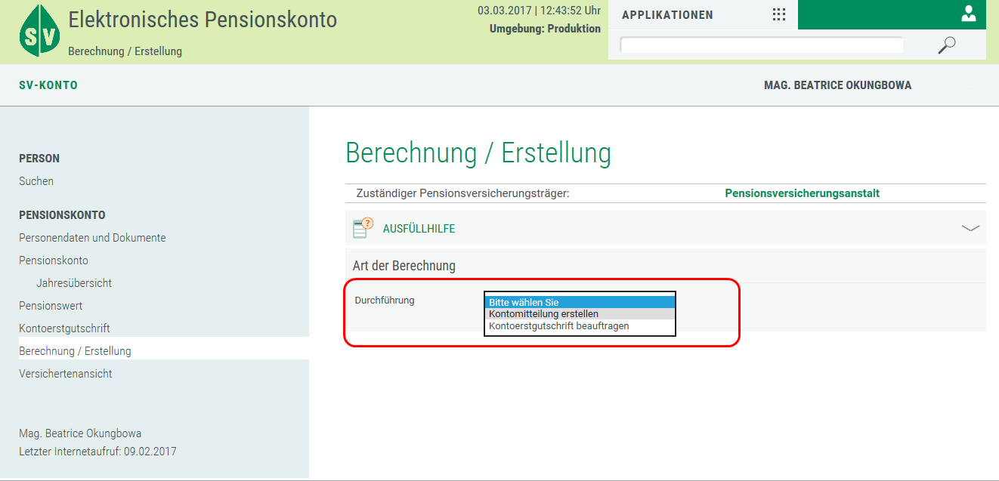 SV
Elektronisches Pensionskonto
Berechnung / Erstellung
03.03.2017 | 12:43:52 Uhr
Umgebung: Produktion
APPLIKATIONEN
SV-KONTO
MAG. BEATRICE OKUNGBOWA
PERSON
Suchen
PENSIONSKONTO
Personendaten und Dokumente
Pensionskonto
Jahresübersicht
Pensionswert
Kontoerstgutschrift
Berechnung / Erstellung
Versichertenansicht
Mag. Beatrice Okungbowa
Letzter Internetaufruf: 09.02.2017
Berechnung / Erstellung
Zuständiger Pensionsversicherungsträger: Pensionsversicherungsanstalt
? AUSFÜLLHILFE
Art der Berechnung
Durchführung
Bitte wählen Sie
Kontomitteilung erstellen
Kontoerstgutschrift beauftragen